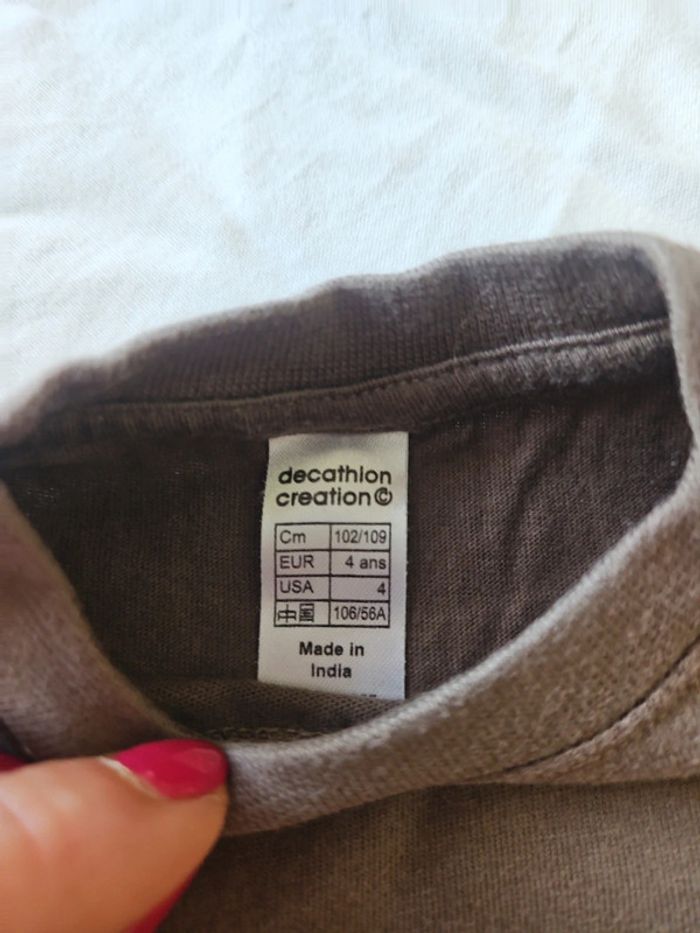 decathlon
creation©
Cm 102/109
EUR 4 ans
USA 4
中国 106/56A
Made in
India